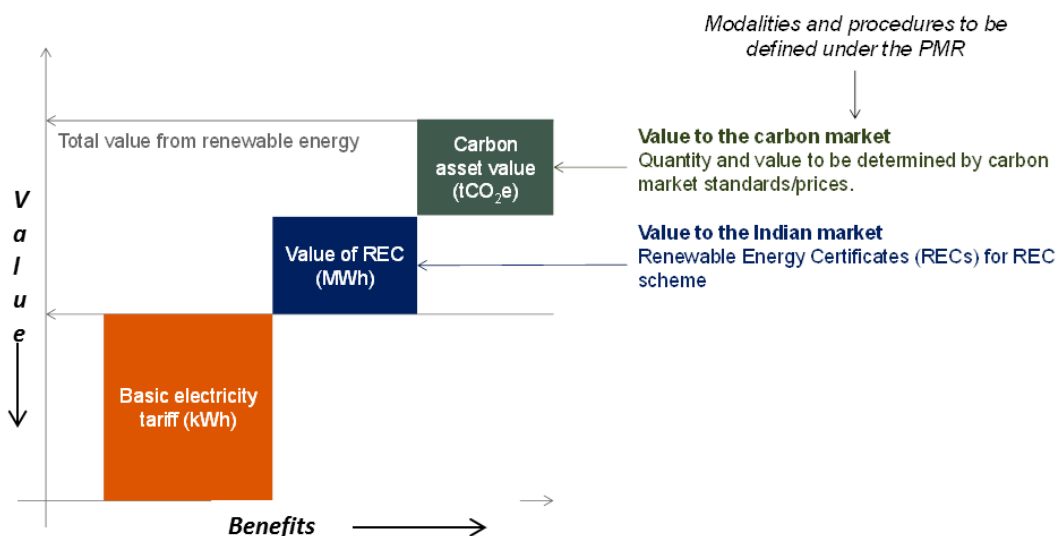 Modalities and procedures to be
defined under the PMR
Total value from renewable energy
Carbon
asset value
(tCO₂e)
Value to the carbon market
Quantity and value to be determined by carbon
market standards/prices.
Value
Value of REC
(MWh)
Value to the Indian market
Renewable Energy Certificates (RECs) for REC
scheme
Basic electricity
tariff (kWh)
Benefits